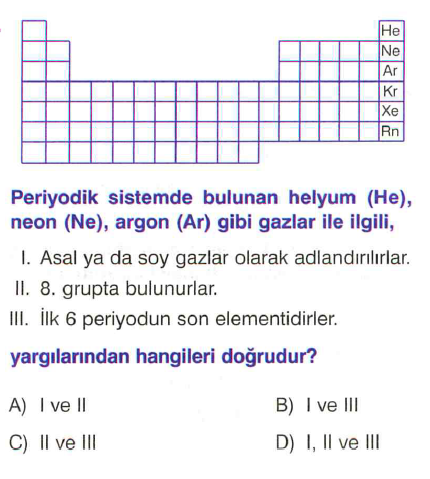 He
Ne
Ar
Kr
Xe
Rn
Periyodik sistemde bulunan helyum (He),
neon (Ne), argon (Ar) gibi gazlar ile ilgili,
I. Asal ya da soy gazlar olarak adlandırılırlar.
II. 8. grupta bulunurlar.
III. İlk 6 periyodun son elementidirler.
yargılarından hangileri doğrudur?
A) I ve II
B) I ve III
C) II ve III
D) I, II ve III